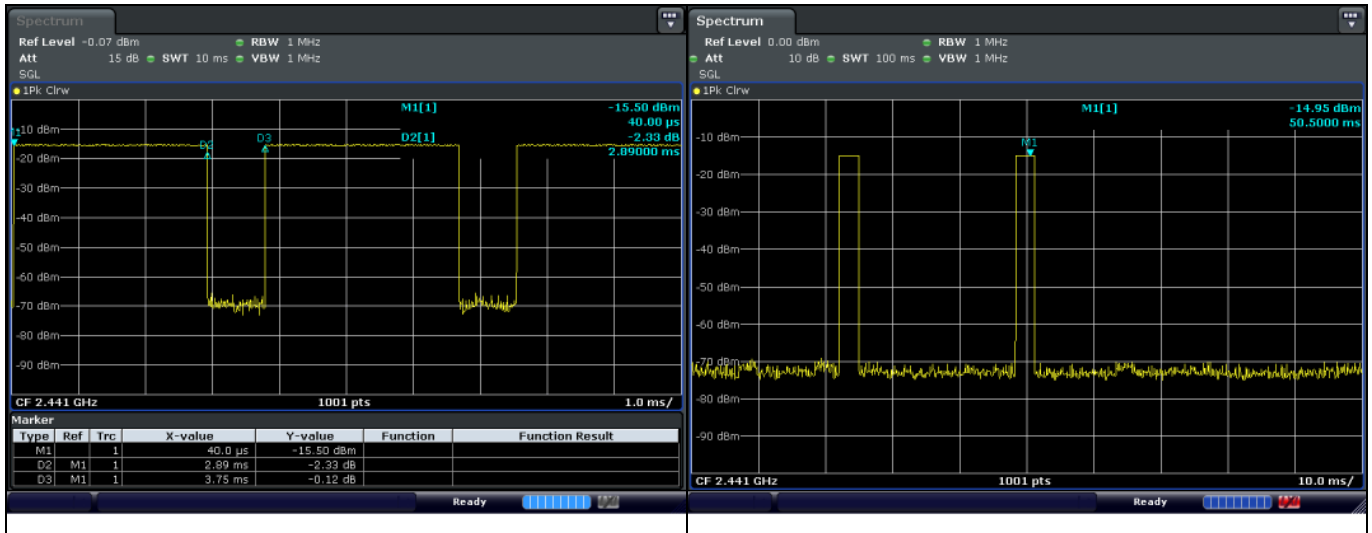 Spectrum
Ref Level -0.07 dBm RBW 1 MHz
Att 15 dB SWT 10 ms VBW 1 MHz
SGL
1Pk Clrw
M1[1] -15.50 dBm
40.00 µs
D2[1] -2.33 dB
2.89000 ms
D2
D3
-20 dBm
-30 dBm
-40 dBm
-50 dBm
-60 dBm
-70 dBm
-80 dBm
-90 dBm
CF 2.441 GHz 1001 pts 1.0 ms/
Marker
Type Ref Trc X-value Y-value Function Function Result
M1 1 40.0 µs -15.50 dBm
D2 M1 1 2.89 ms -2.33 dB
D3 M1 1 3.75 ms -0.12 dB
Ready
Spectrum
Ref Level 0.00 dBm RBW 1 MHz
Att 10 dB SWT 100 ms VBW 1 MHz
SGL
1Pk Clrw
M1[1] -14.95 dBm
50.5000 ms
M1
-10 dBm
-20 dBm
-30 dBm
-40 dBm
-50 dBm
-60 dBm
-70 dBm
-80 dBm
-90 dBm
CF 2.441 GHz 1001 pts 10.0 ms/
Ready